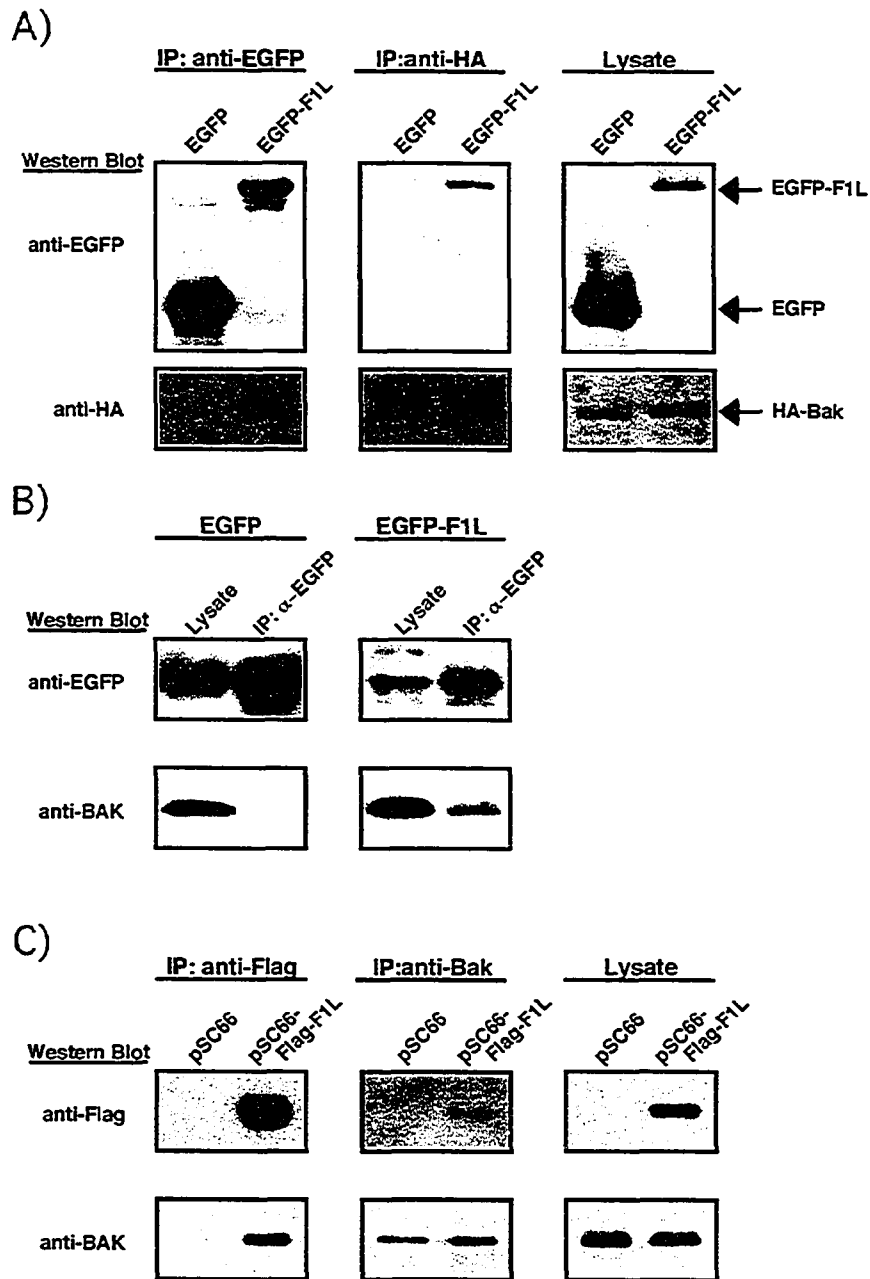 A)
IP: anti-EGFP IP:anti-HA Lysate
EGFP EGFP-F1L EGFP EGFP-F1L EGFP EGFP-F1L
Western Blot
EGFP-F1L
anti-EGFP
EGFP
anti-HA
HA-Bak
B)
EGFP EGFP-F1L
Lysate IP: α-EGFP Lysate IP: α-EGFP
Western Blot
anti-EGFP
anti-BAK
C)
IP: anti-Flag IP:anti-Bak Lysate
pSC66 pSC66-Flag-F1L pSC66 pSC66-Flag-F1L pSC66 pSC66-Flag-F1L
Western Blot
anti-Flag
anti-BAK